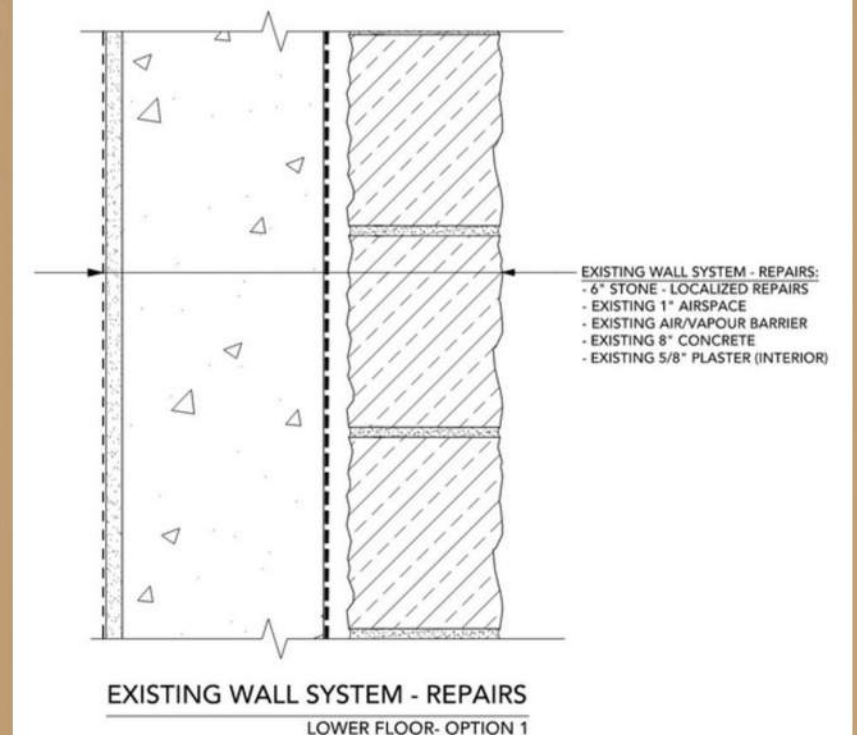 EXISTING WALL SYSTEM - REPAIRS:
- 6" STONE - LOCALIZED REPAIRS
- EXISTING 1" AIRSPACE
- EXISTING AIR/VAPOUR BARRIER
- EXISTING 8" CONCRETE
- EXISTING 5/8" PLASTER (INTERIOR)
EXISTING WALL SYSTEM - REPAIRS
LOWER FLOOR- OPTION 1